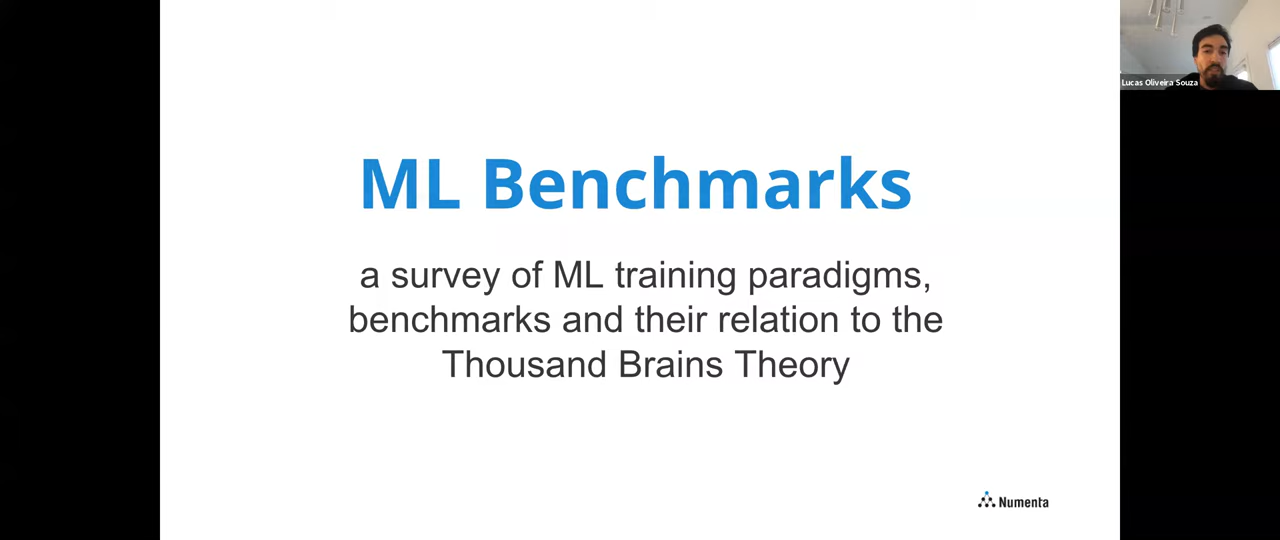 Lucas Oliveira Souza
ML Benchmarks
a survey of ML training paradigms,
benchmarks and their relation to the
Thousand Brains Theory
Numenta